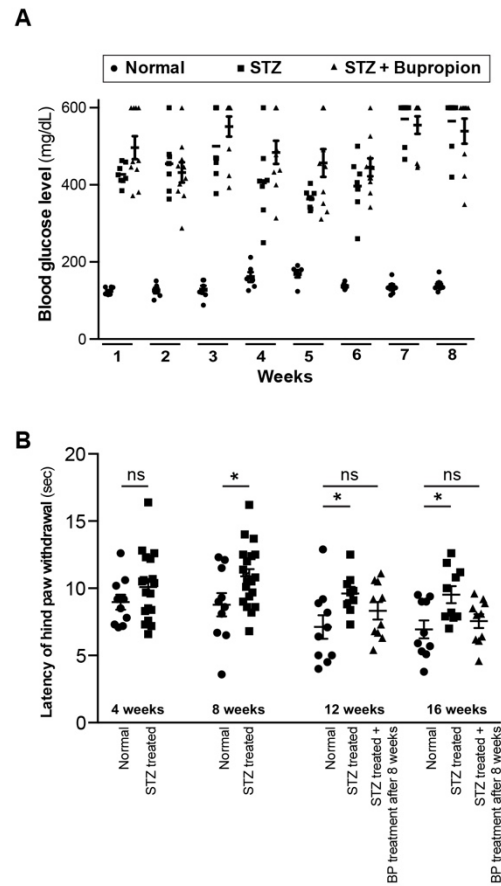 A
Normal STZ STZ + Bupropion
Blood glucose level (mg/dL)
600
400
200
0
1 2 3 4 5 6 7 8
Weeks
B
Latency of hind paw withdrawal (sec)
20
15
10
5
0
ns * ns ns
* *
4 weeks 8 weeks 12 weeks 16 weeks
Normal
STZ treated
Normal
STZ treated
Normal
STZ treated
STZ treated +
BP treatment after 8 weeks
Normal
STZ treated
STZ treated +
BP treatment after 8 weeks